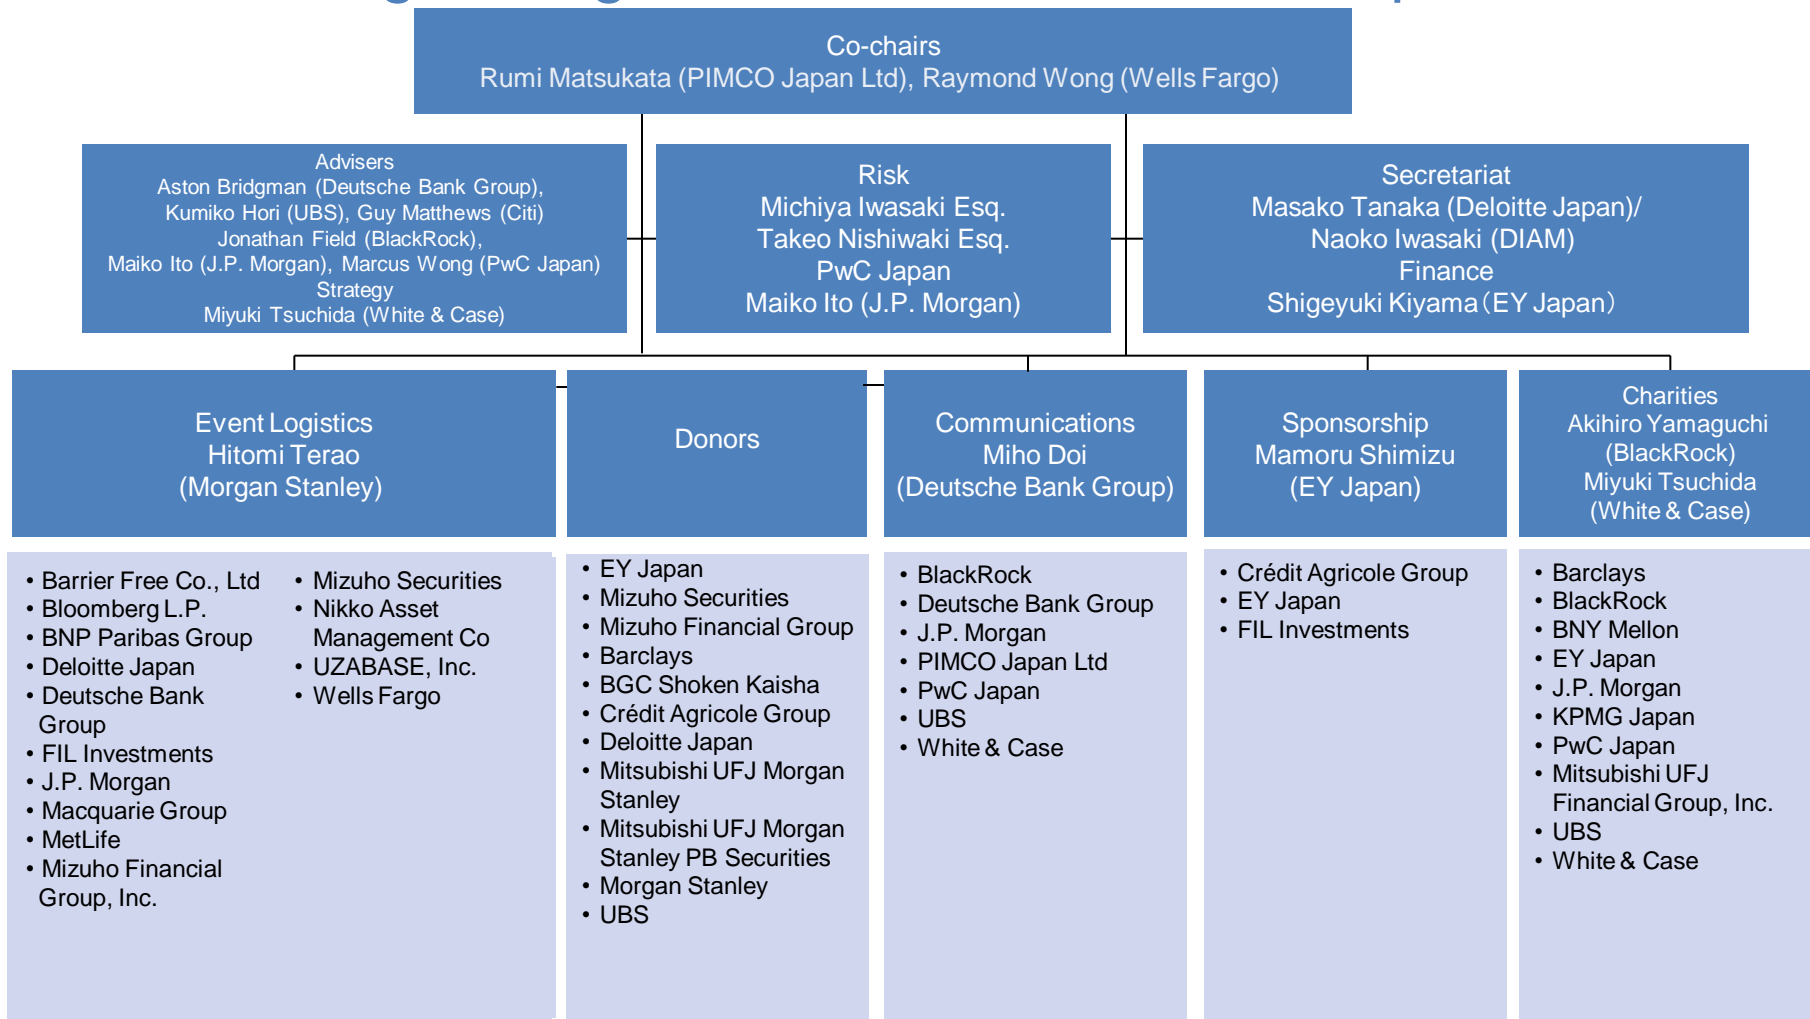 Co-chairs
Rumi Matsukata (PIMCO Japan Ltd), Raymond Wong (Wells Fargo)
Advisers
Aston Bridgman (Deutsche Bank Group),
Kumiko Hori (UBS), Guy Matthews (Citi)
Jonathan Field (BlackRock),
Maiko Ito (J.P. Morgan), Marcus Wong (PwC Japan)
Strategy
Miyuki Tsuchida (White & Case)
Risk
Michiya Iwasaki Esq.
Takeo Nishiwaki Esq.
PwC Japan
Maiko Ito (J.P. Morgan)
Secretariat
Masako Tanaka (Deloitte Japan)/
Naoko Iwasaki (DIAM)
Finance
Shigeyuki Kiyama（EY Japan）
Event Logistics
Hitomi Terao
(Morgan Stanley)
Donors
Communications
Miho Doi
(Deutsche Bank Group)
Sponsorship
Mamoru Shimizu
(EY Japan)
Charities
Akihiro Yamaguchi
(BlackRock)
Miyuki Tsuchida
(White & Case)
• Barrier Free Co., Ltd
• Bloomberg L.P.
• BNP Paribas Group
• Deloitte Japan
• Deutsche Bank
Group
• FIL Investments
• J.P. Morgan
• Macquarie Group
• MetLife
• Mizuho Financial
Group, Inc.
• Mizuho Securities
• Nikko Asset
Management Co
• UZABASE, Inc.
• Wells Fargo
• EY Japan
• Mizuho Securities
• Mizuho Financial Group
• Barclays
• BGC Shoken Kaisha
• Crédit Agricole Group
• Deloitte Japan
• Mitsubishi UFJ Morgan
Stanley
• Mitsubishi UFJ Morgan
Stanley PB Securities
• Morgan Stanley
• UBS
• BlackRock
• Deutsche Bank Group
• J.P. Morgan
• PIMCO Japan Ltd
• PwC Japan
• UBS
• White & Case
• Crédit Agricole Group
• EY Japan
• FIL Investments
• Barclays
• BlackRock
• BNY Mellon
• EY Japan
• J.P. Morgan
• KPMG Japan
• PwC Japan
• Mitsubishi UFJ
Financial Group, Inc.
• UBS
• White & Case